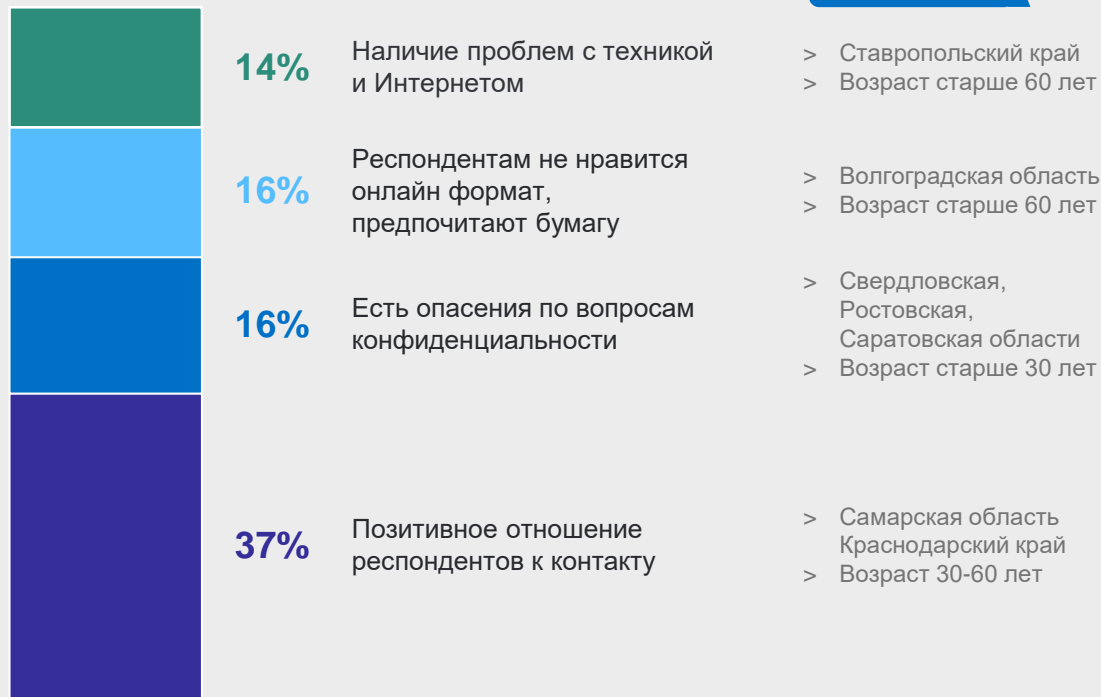 14%
Наличие проблем с техникой
и Интернетом
> Ставропольский край
> Возраст старше 60 лет
16%
Респондентам не нравится
онлайн формат,
предпочитают бумагу
> Волгоградская область
> Возраст старше 60 лет
16%
Есть опасения по вопросам
конфиденциальности
> Свердловская,
Ростовская,
Саратовская области
> Возраст старше 30 лет
37%
Позитивное отношение
респондентов к контакту
> Самарская область
Краснодарский край
> Возраст 30-60 лет